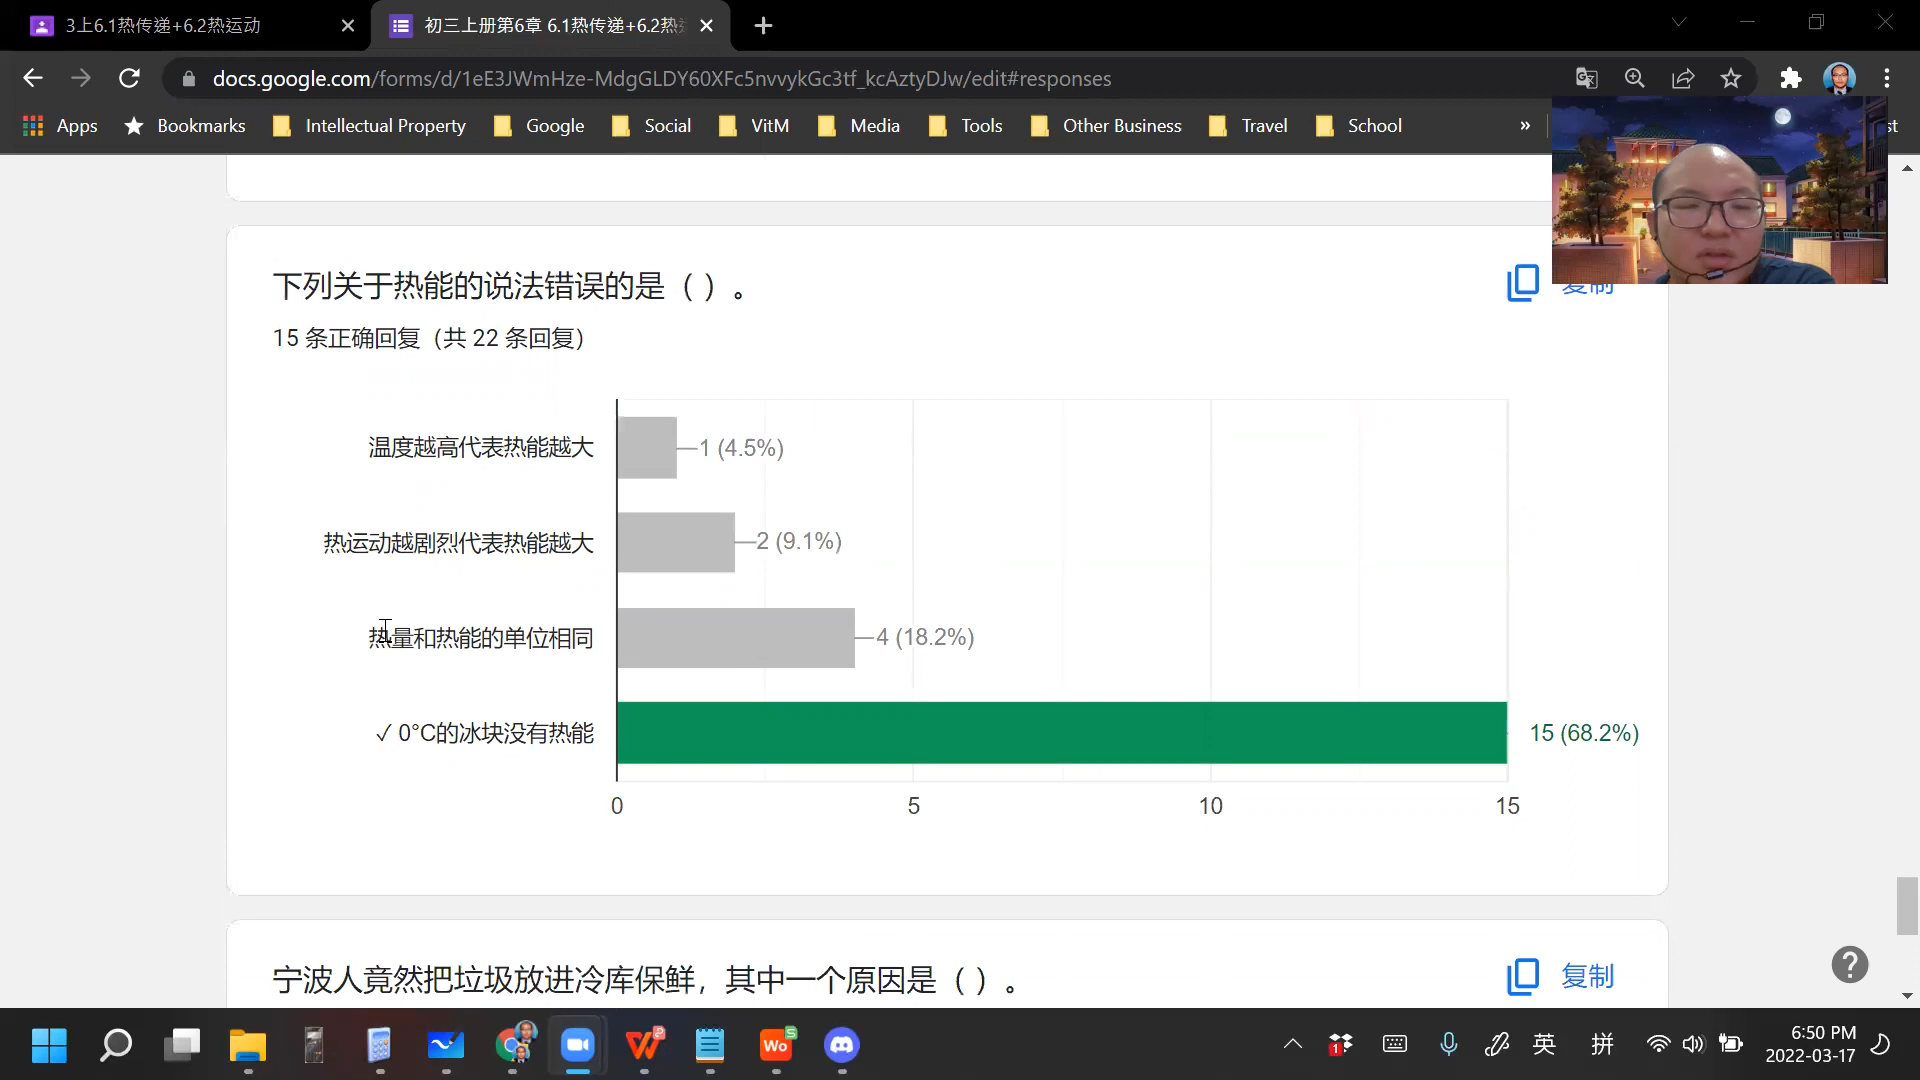 3上6.1热传递+6.2热运动
初三上册第6章 6.1热传递+6.2热
docs.google.com/forms/d/1eE3JWmHze-MdgGLDY60XFc5nvvykGc3tf_kcAztyDJw/edit#responses
Apps Bookmarks Intellectual Property Google Social VitM Media Tools Other Business Travel School » st
下列关于热能的说法错误的是 ( ) 。
复制
15 条正确回复（共 22 条回复）
温度越高代表热能越大 1 (4.5%)
热运动越剧烈代表热能越大 2 (9.1%)
热量和热能的单位相同 4 (18.2%)
✓ 0°C的冰块没有热能 15 (68.2%)
0 5 10 15
宁波人竟然把垃圾放进冷库保鲜，其中一个原因是 ( ) 。
复制
英 拼 6:50 PM
2022-03-17